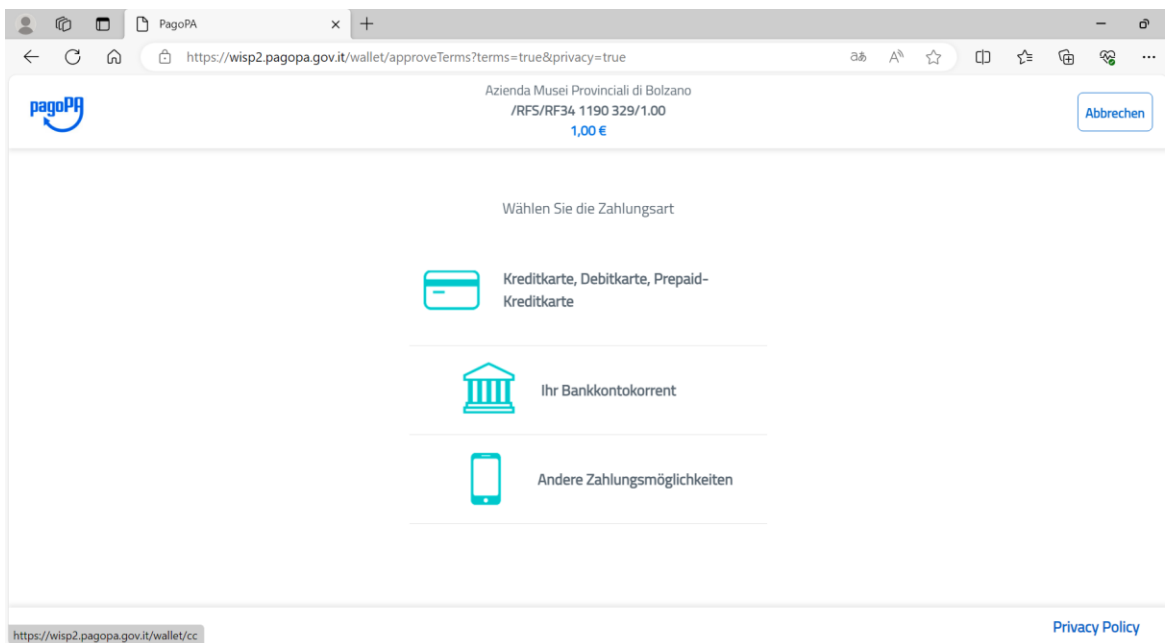 PagoPA
https://wisp2.pagopa.gov.it/wallet/approveTerms?terms=true&privacy=true
pagoPA
Azienda Musei Provinciali di Bolzano
/RFS/RF34 1190 329/1.00
1,00 €
Abbrechen
Wählen Sie die Zahlungsart
Kreditkarte, Debitkarte, Prepaid-
Kreditkarte
Ihr Bankkontokorrent
Andere Zahlungsmöglichkeiten
Privacy Policy
https://wisp2.pagopa.gov.it/wallet/cc